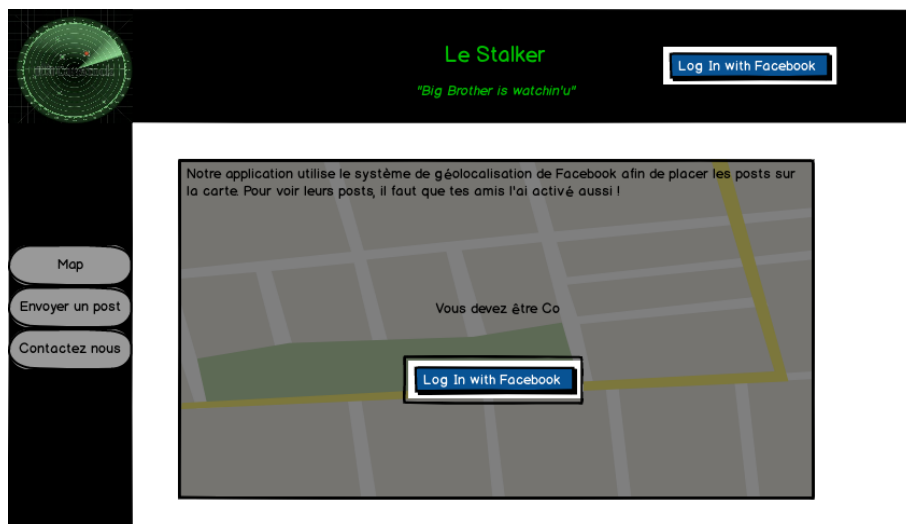 Le Stalker
"Big Brother is watchin'u"
Log In with Facebook
Notre application utilise le système de géolocalisation de Facebook afin de placer les posts sur
la carte. Pour voir leurs posts, il faut que tes amis l'ai activé aussi !
Map
Envoyer un post
Contactez nous
Vous devez être Co
Log In with Facebook